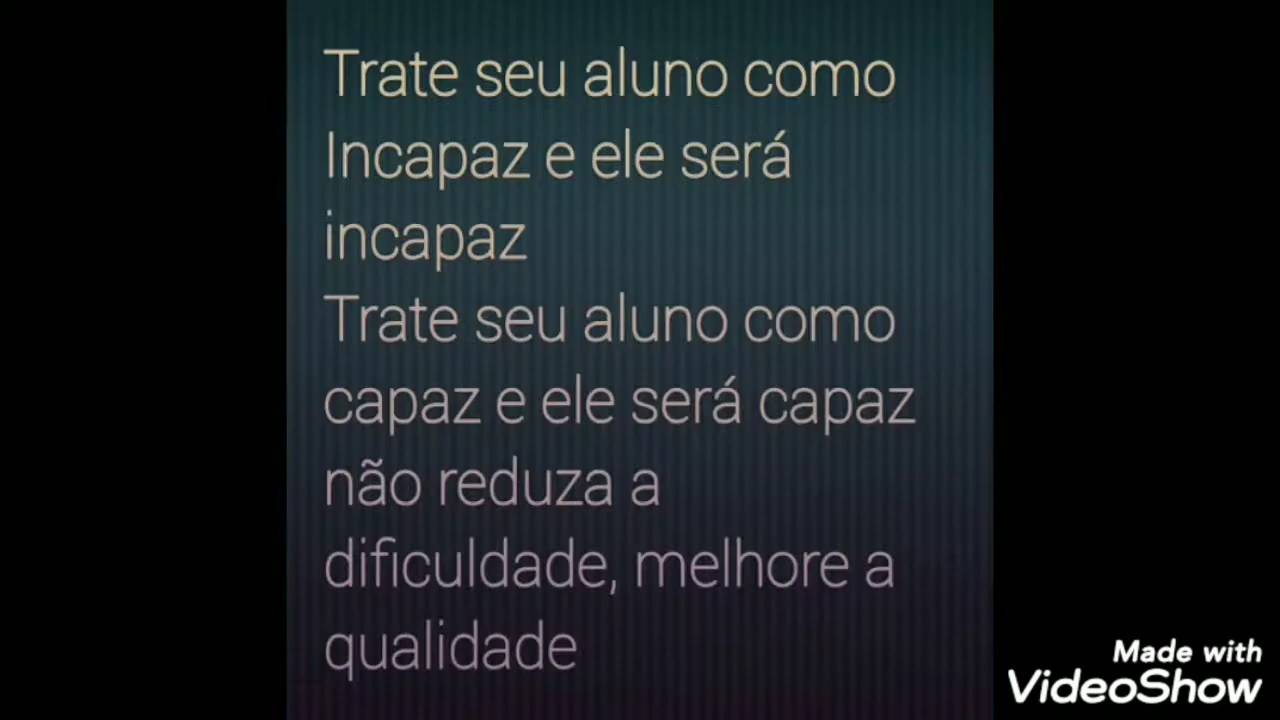 Trate seu aluno como
Incapaz e ele será
incapaz
Trate seu aluno como
capaz e ele será capaz
não reduza a
dificuldade, melhore a
qualidade
Made with
VideoShow